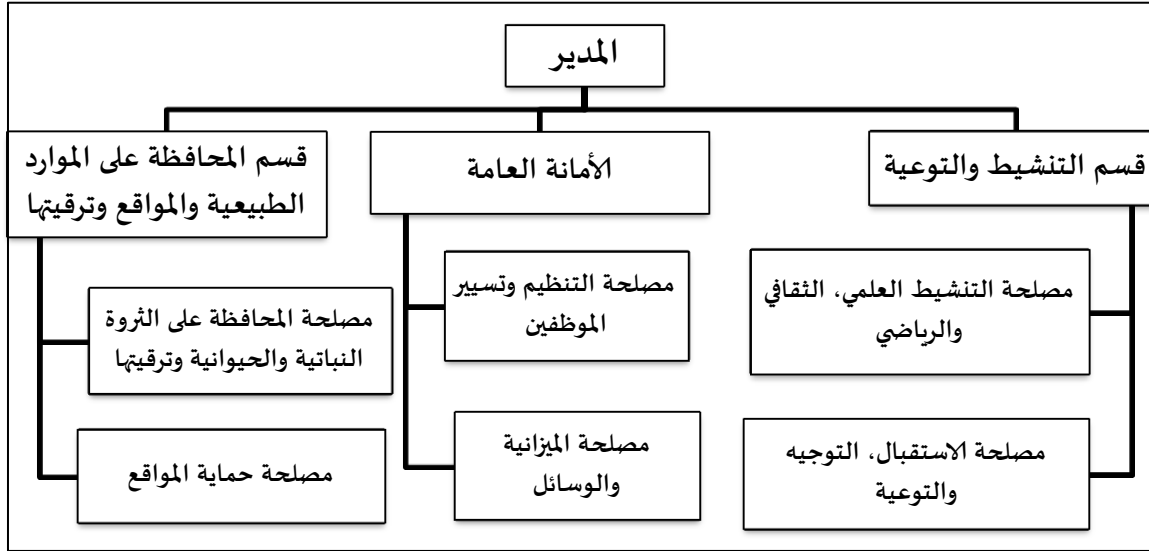 المدير
قسم التنشيط والتوعية
الأمانة العامة
قسم المحافظة على الموارد
الطبيعية والمواقع وترقيتها
مصلحة التنشيط العلمي، الثقافي
والرياضي
مصلحة التنظيم وتسيير
الموظفين
مصلحة المحافظة على الثروة
النباتية والحيوانية وترقيتها
مصلحة الاستقبال، التوجيه
والتوعية
مصلحة الميزانية
والوسائل
مصلحة حماية المواقع